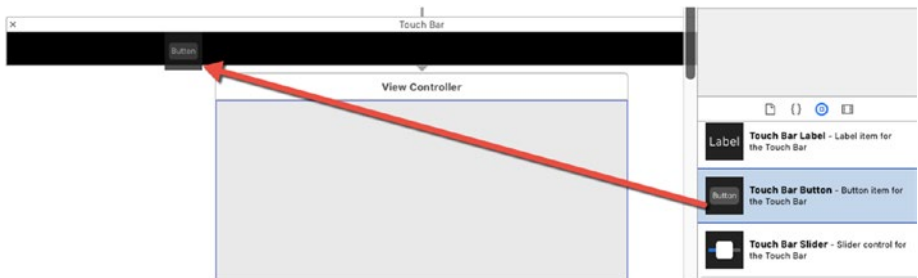 Touch Bar
Button
View Controller
Label
Touch Bar Label - Label item for
the Touch Bar
Button
Touch Bar Button - Button item for
the Touch Bar
Touch Bar Slider - Slider control for
the Touch Bar